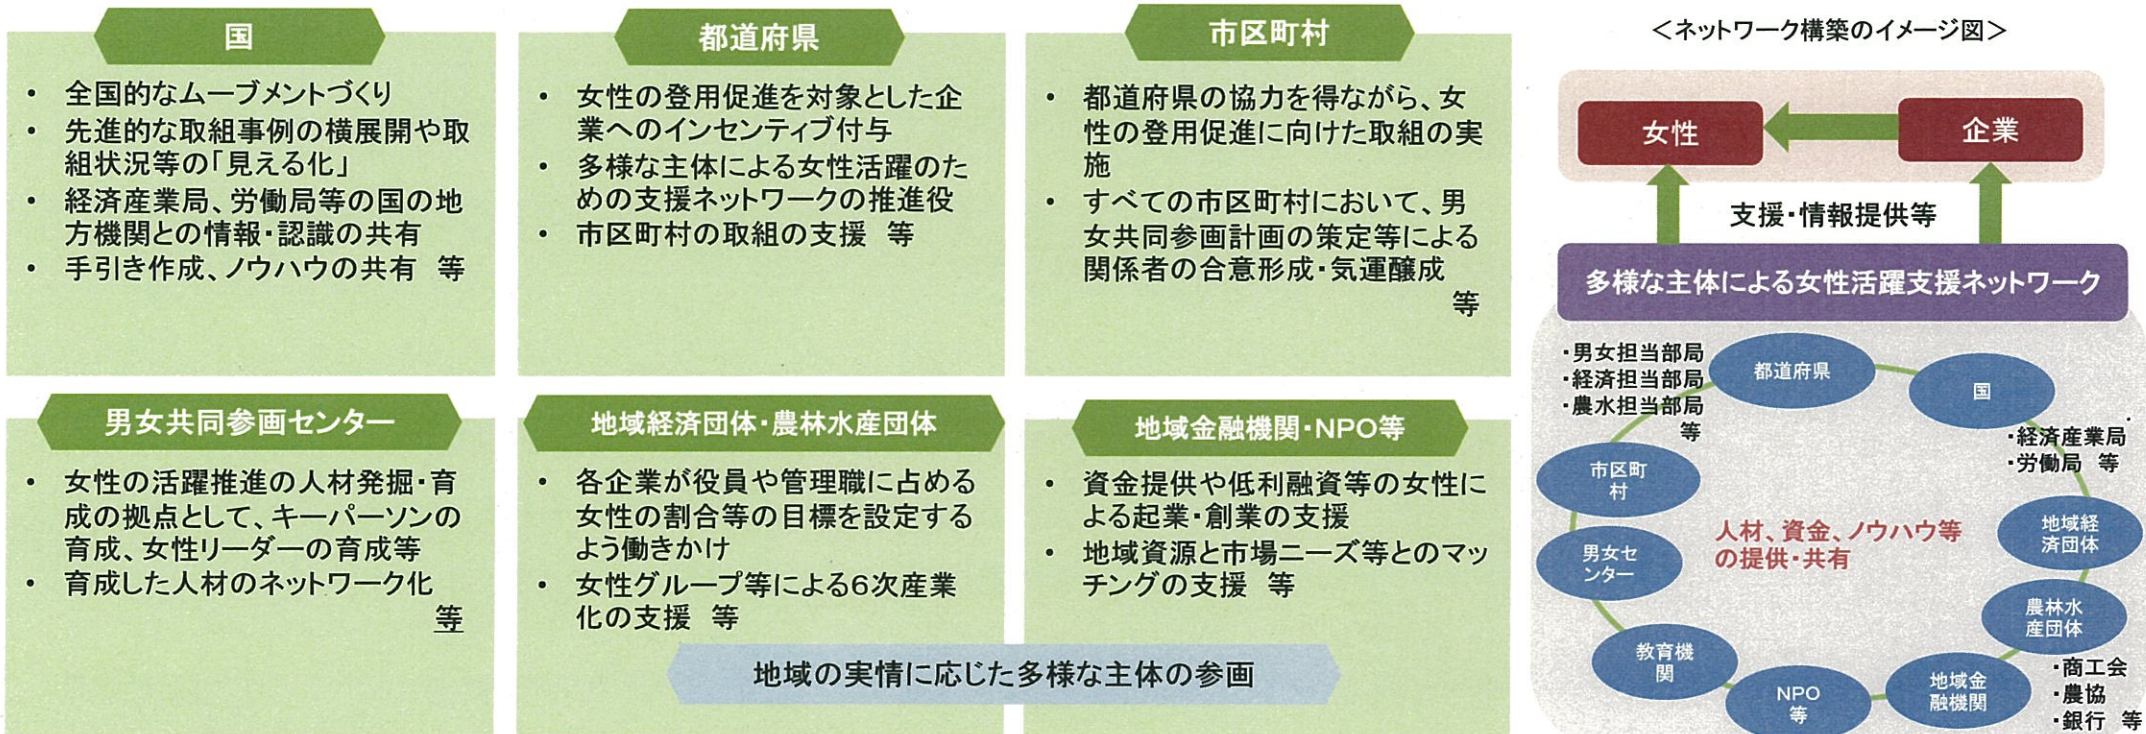 国
・ 全国的なムーブメントづくり
・ 先進的な取組事例の横展開や取
組状況等の「見える化」
・ 経済産業局、労働局等の国の地
方機関との情報・認識の共有
・ 手引き作成、ノウハウの共有 等
都道府県
・ 女性の登用促進を対象とした企
業へのインセンティブ付与
・ 多様な主体による女性活躍のた
めの支援ネットワークの推進役
・ 市区町村の取組の支援 等
市区町村
・ 都道府県の協力を得ながら、女
性の登用促進に向けた取組の実
施
・ すべての市区町村において、男
女共同参画計画の策定等による
関係者の合意形成・気運醸成
等
男女共同参画センター
・ 女性の活躍推進の人材発掘・育
成の拠点として、キーパーソンの
育成、女性リーダーの育成等
・ 育成した人材のネットワーク化
等
地域経済団体・農林水産団体
・ 各企業が役員や管理職に占める
女性の割合等の目標を設定する
よう働きかけ
・ 女性グループ等による6次産業
化の支援 等
地域金融機関・NPO等
・ 資金提供や低利融資等の女性に
よる起業・創業の支援
・ 地域資源と市場ニーズ等とのマッ
チングの支援 等
地域の実情に応じた多様な主体の参画
＜ネットワーク構築のイメージ図＞
女性
企業
支援・情報提供等
多様な主体による女性活躍支援ネットワーク
・男女担当部局
・経済担当部局
・農水担当部局
等
都道府県
国
・経済産業局
・労働局 等
市区町
村
男女セ
ンター
人材、資金、ノウハウ等
の提供・共有
地域経
済団体
農林水
産団体
教育機
関
NPO
等
地域金
融機関
・商工会
・農協
・銀行 等